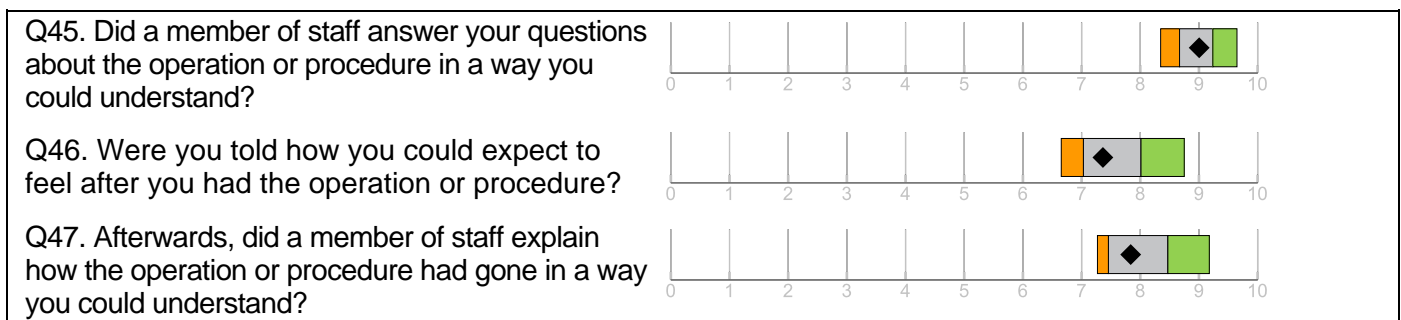 Q45. Did a member of staff answer your questions
about the operation or procedure in a way you
could understand?
0 1 2 3 4 5 6 7 8 9 10
Q46. Were you told how you could expect to
feel after you had the operation or procedure?
0 1 2 3 4 5 6 7 8 9 10
Q47. Afterwards, did a member of staff explain
how the operation or procedure had gone in a way
you could understand?
0 1 2 3 4 5 6 7 8 9 10